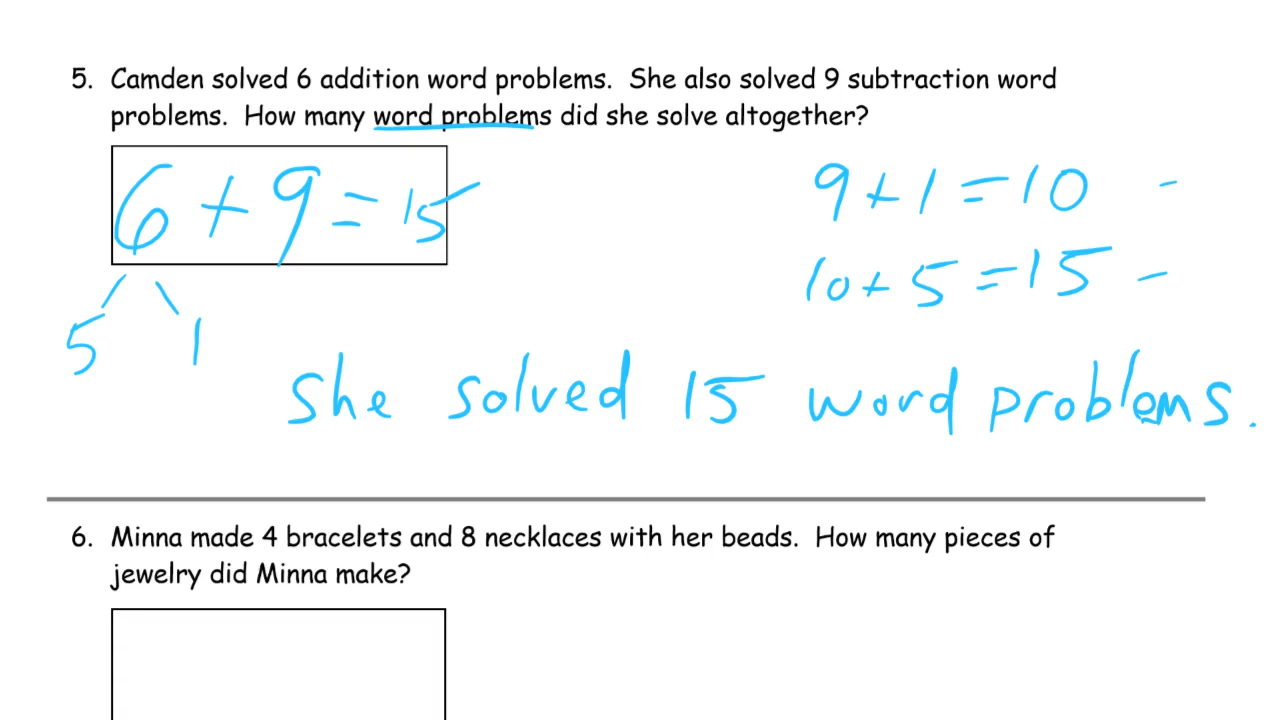 5. Camden solved 6 addition word problems. She also solved 9 subtraction word
problems. How many word problems did she solve altogether?
6 + 9 = 15
5 1
9 + 1 = 10 -
10 + 5 = 15 -
She solved 15 word problems.
6. Minna made 4 bracelets and 8 necklaces with her beads. How many pieces of
jewelry did Minna make?